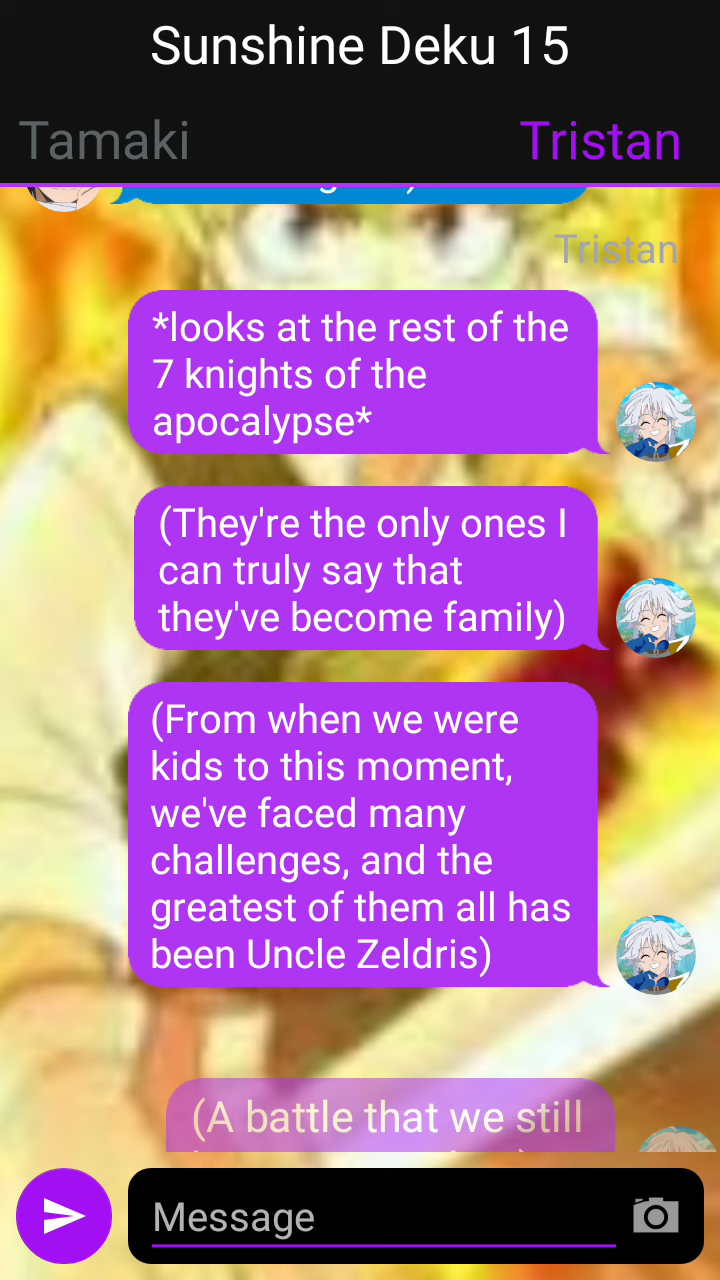 Sunshine Deku 15
Tamaki
Tristan
Tristan
*looks at the rest of the
7 knights of the
apocalypse*
(They're the only ones I
can truly say that
they've become family)
(From when we were
kids to this moment,
we've faced many
challenges, and the
greatest of them all has
been Uncle Zeldris)
(A battle that we still
Message